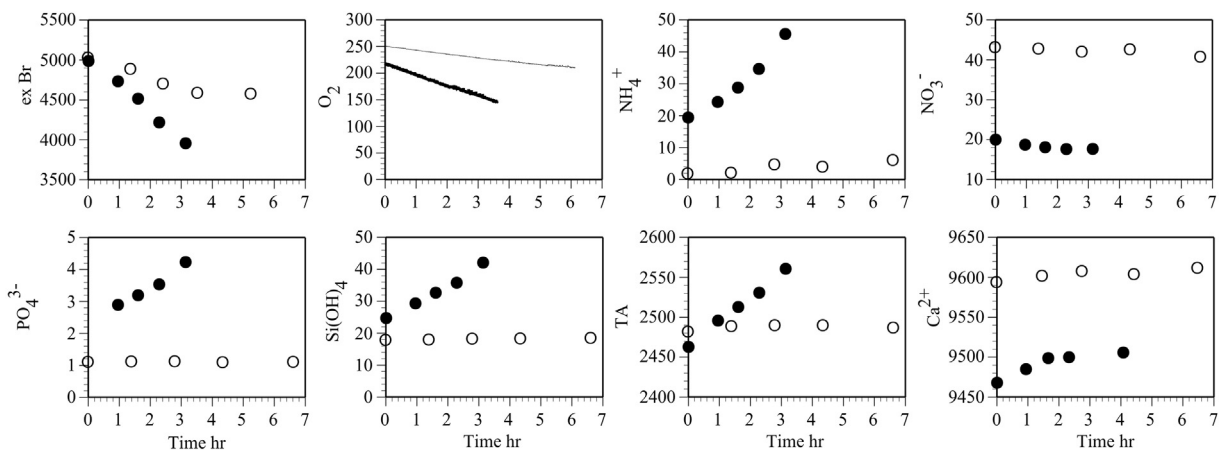 5500
5000
4500
4000
3500
ex Br
0 1 2 3 4 5 6 7
300
250
200
150
100
50
0
O2
0 1 2 3 4 5 6 7
50
40
30
20
10
0
NH4+
0 1 2 3 4 5 6 7
50
40
30
20
10
NO3-
0 1 2 3 4 5 6 7
5
4
3
2
1
0
PO43-
0 1 2 3 4 5 6 7
Time hr
50
40
30
20
10
0
Si(OH)4
0 1 2 3 4 5 6 7
Time hr
2600
2550
2500
2450
2400
TA
0 1 2 3 4 5 6 7
Time hr
9650
9600
9550
9500
9450
Ca2+
0 1 2 3 4 5 6 7
Time hr